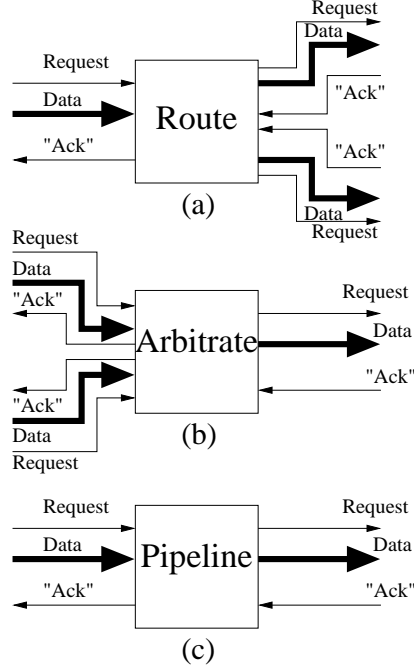 Request
Data
Request
"Ack"
Data
Route
"Ack"
"Ack"
Data
(a)
Request
Request
Data
Request
"Ack"
Data
Arbitrate
"Ack"
"Ack"
Data
(b)
Request
Request
Request
Data
Data
Pipeline
"Ack"
"Ack"
(c)